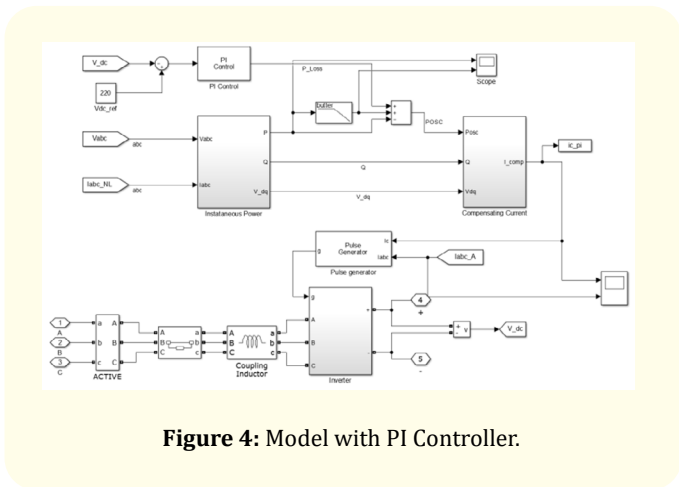 V_dc
PI
Control
PI Control
P_Loss
Scope
220
Vdc_ref
butter
+
+
−
POSC
Vabc
abc
Vabc
P
Posc
ic_pi
Q
Q
Q
I_comp
Iabc_NL
abc
Iabc
V_dq
V_dq
Vdq
Instataneous Power
Compensating Current
Pulse
Generator
g
Ic
Iabc
Iabc_A
Pulse generator
g
4
+
1
A
a
A
A
a
A
a
A
+
+
−
v
V_dc
2
B
b
B
B
b
B
b
B
3
C
c
C
C
c
C
c
C
-
5
-
ACTIVE
Coupling
Inductor
Inverter
Figure 4: Model with PI Controller.